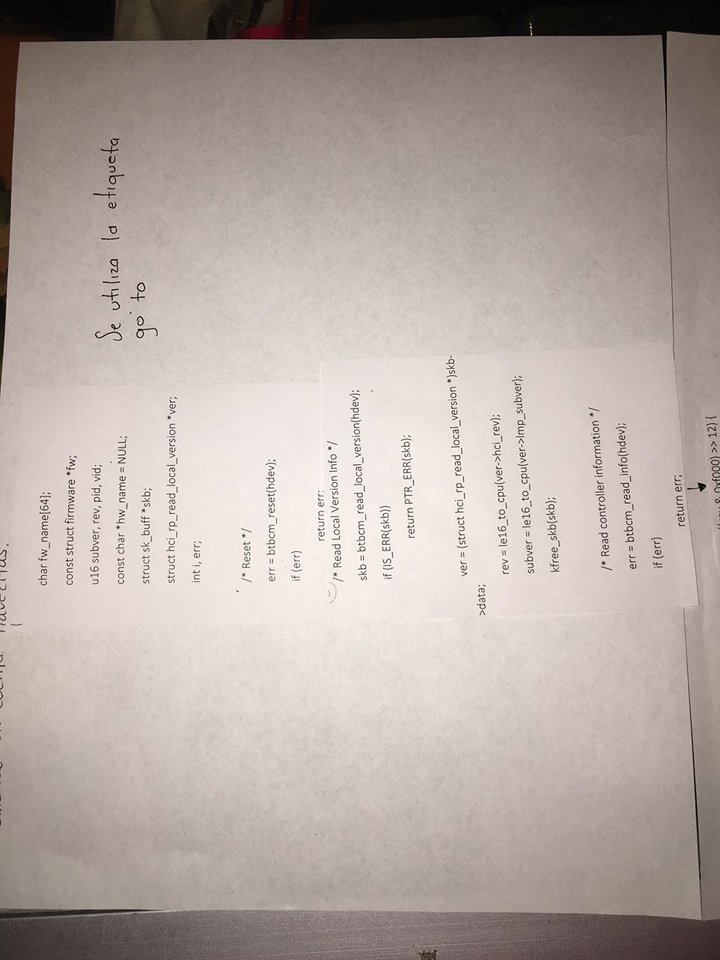 {
char fw_name[64];
const struct firmware *fw;
u16 subver, rev, pid, vid;
const char *hw_name = NULL;
struct sk_buff *skb;
struct hci_rp_read_local_version *ver;
int i, err;
Se utiliza la etiqueta
go to
/* Reset */
err = btbcm_reset(hdev);
if (err)
return err;
/* Read Local Version Info */
skb = btbcm_read_local_version(hdev);
if (IS_ERR(skb))
return PTR_ERR(skb);
ver = (struct hci_rp_read_local_version *)skb-
>data;
rev = le16_to_cpu(ver->hci_rev);
subver = le16_to_cpu(ver->lmp_subver);
kfree_skb(skb);
/* Read controller information */
err = btbcm_read_info(hdev);
if (err)
return err;
0xf000) >> 12) {